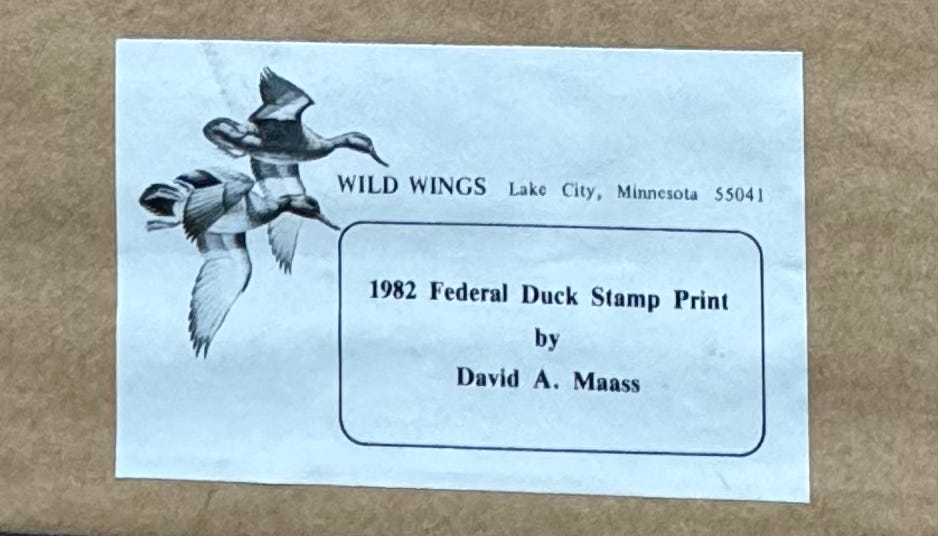 WILD WINGS Lake City, Minnesota 55041
1982 Federal Duck Stamp Print
by
David A. Maass